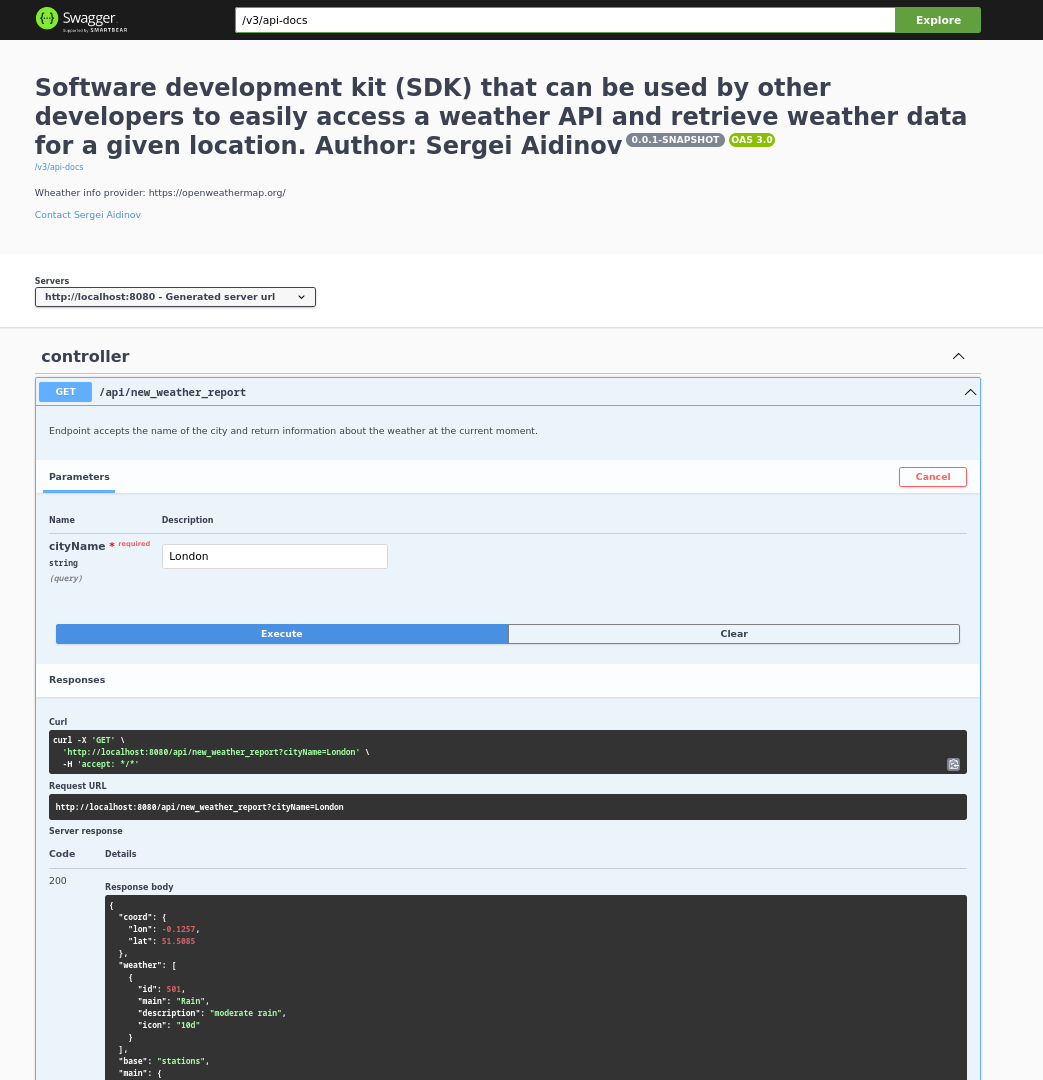 Swagger
Supported by SMARTBEAR
/v3/api-docs
Explore
Software development kit (SDK) that can be used by other
developers to easily access a weather API and retrieve weather data
for a given location. Author: Sergei Aidinov 0.0.1-SNAPSHOT OAS 3.0
/v3/api-docs
Wheather info provider: https://openweathermap.org/
Contact Sergei Aidinov
Servers
http://localhost:8080 - Generated server url
controller
GET /api/new_weather_report
Endpoint accepts the name of the city and return information about the weather at the current moment.
Parameters Cancel
Name Description
cityName * required
London
string
(query)
Execute Clear
Responses
Curl
curl -X 'GET' \
'http://localhost:8080/api/new_weather_report?cityName=London' \
-H 'accept: */*'
Request URL
http://localhost:8080/api/new_weather_report?cityName=London
Server response
Code Details
200
Response body
{
"coord": {
"lon": -0.1257,
"lat": 51.5085
},
"weather": [
{
"id": 501,
"main": "Rain",
"description": "moderate rain",
"icon": "10d"
}
],
"base": "stations",
"main": {